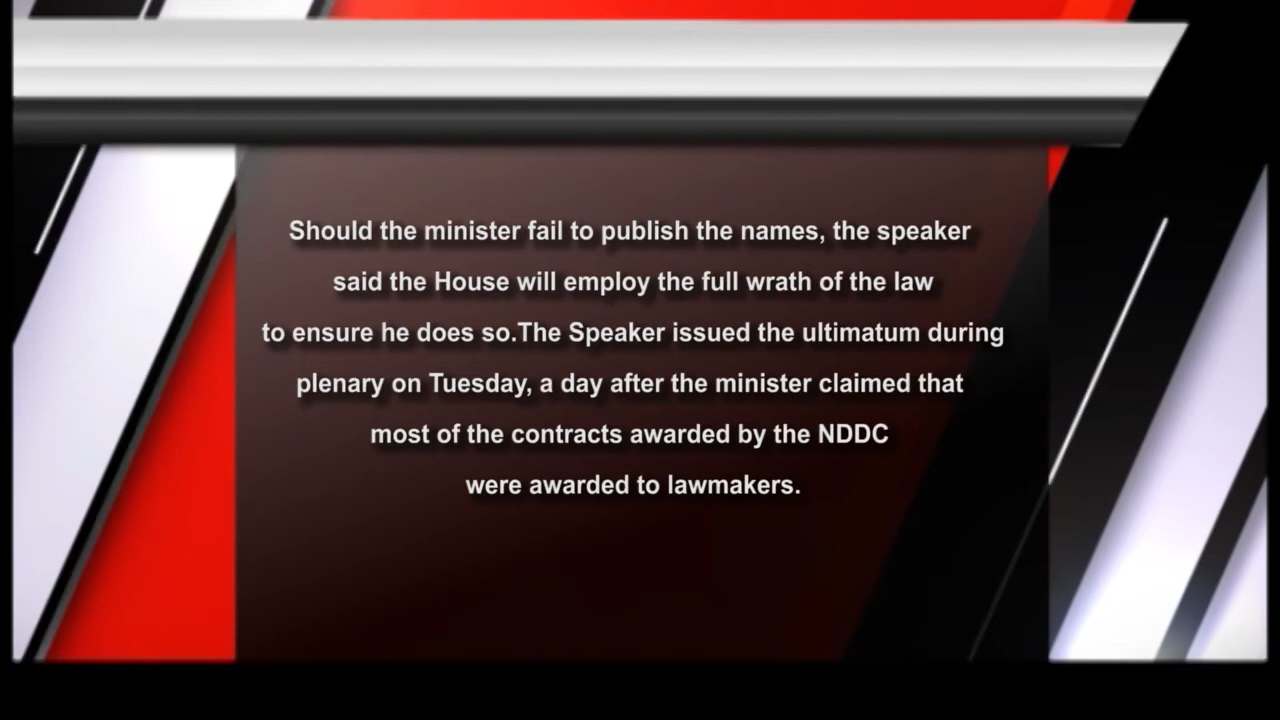 Should the minister fail to publish the names, the speaker
said the House will employ the full wrath of the law
to ensure he does so.The Speaker issued the ultimatum during
plenary on Tuesday, a day after the minister claimed that
most of the contracts awarded by the NDDC
were awarded to lawmakers.